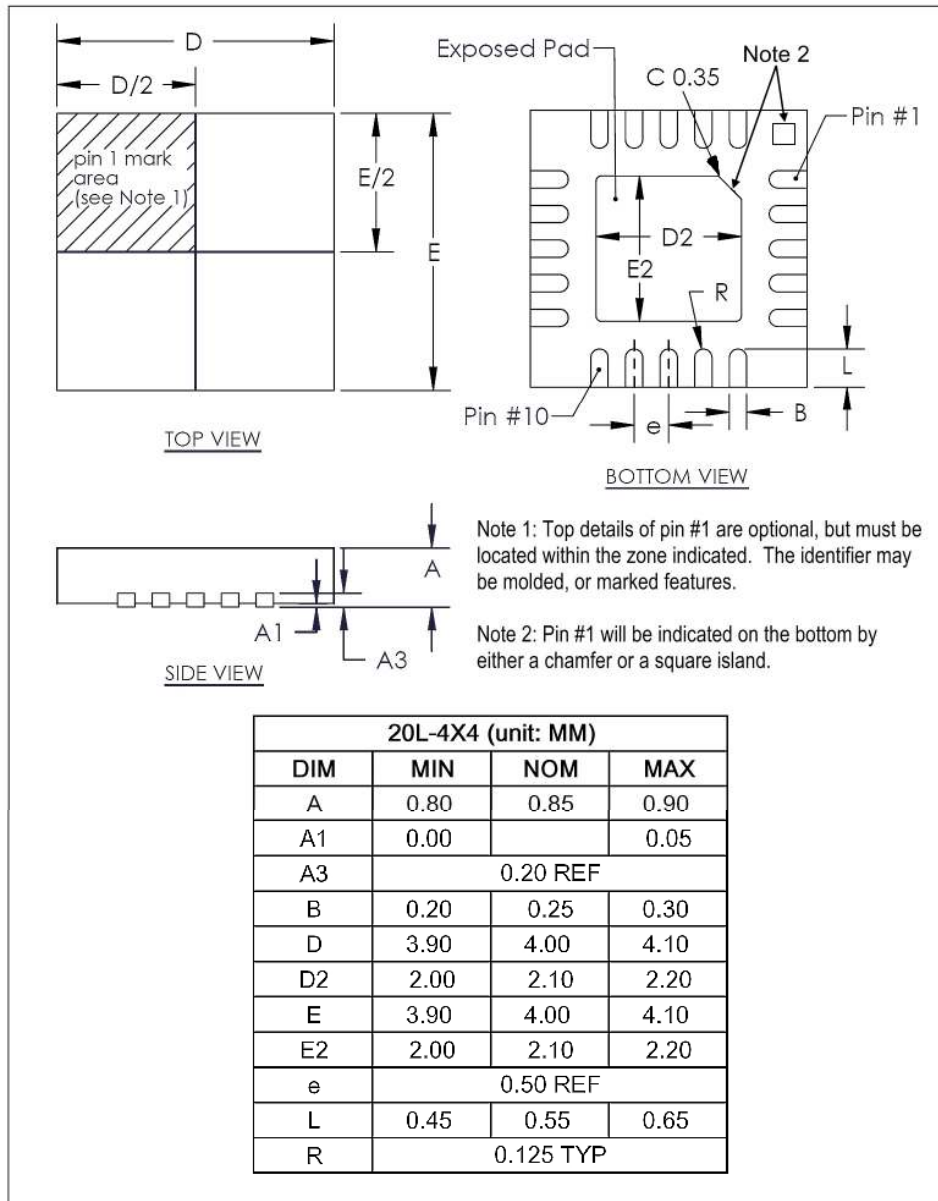 D
D/2
pin 1 mark
area
(see Note 1)
E/2
E
TOP VIEW
Exposed Pad
C 0.35
Note 2
Pin #1
D2
E2
R
L
Pin #10
e
B
BOTTOM VIEW
A
A1
A3
SIDE VIEW
Note 1: Top details of pin #1 are optional, but must be
located within the zone indicated. The identifier may
be molded, or marked features.
Note 2: Pin #1 will be indicated on the bottom by
either a chamfer or a square island.
20L-4X4 (unit: MM)
DIM MIN NOM MAX
A 0.80 0.85 0.90
A1 0.00 0.05
A3 0.20 REF
B 0.20 0.25 0.30
D 3.90 4.00 4.10
D2 2.00 2.10 2.20
E 3.90 4.00 4.10
E2 2.00 2.10 2.20
e 0.50 REF
L 0.45 0.55 0.65
R 0.125 TYP